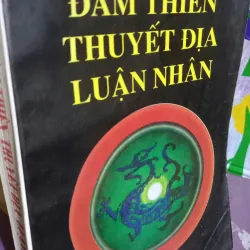 ĐÀM THIÊN
THUYẾT ĐỊA
LUẬN NHÂN